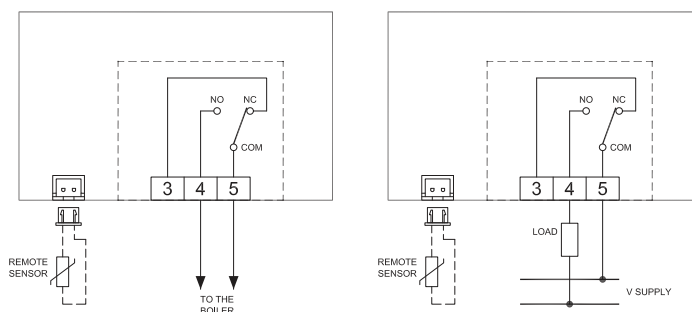 NO NC
COM
3 4 5
REMOTE
SENSOR
TO THE
BOILER
NO NC
COM
3 4 5
LOAD
REMOTE
SENSOR
V SUPPLY